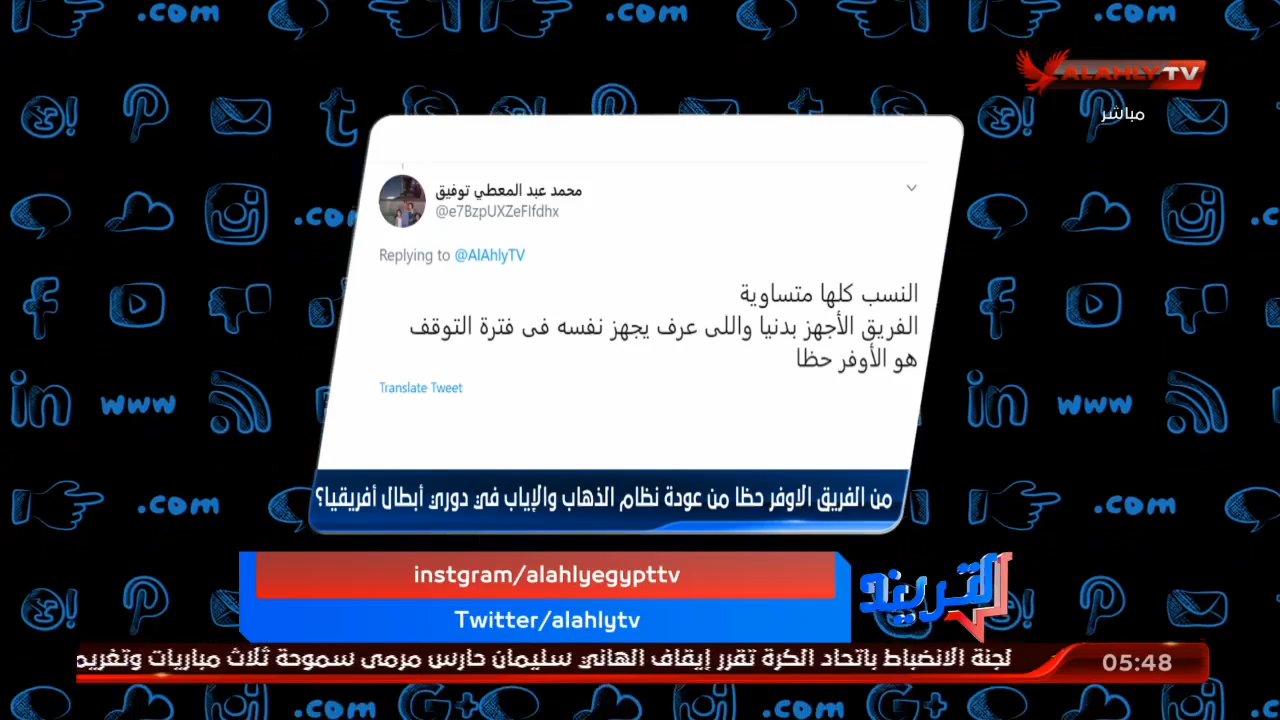 ALAHLY TV
مباشر
محمد عبد المعطي توفيق
@e7BzpUXZeFIfdhx
Replying to @AlAhlyTV
النسب كلها متساوية
الفريق الأجهز بدنيا واللى عرف يجهز نفسه فى فترة التوقف
هو الأوفر حظا
Translate Tweet
من الفريق الاوفر حظا من عودة نظام الذهاب والإياب في دوري أبطال أفريقيا؟
instgram/alahlyegypttv
Twitter/alahlytv
التريند
لجنة الانضباط باتحاد الكرة تقرر إيقاف الهاني سليمان حارس مرمى سموحة ثلاث مباريات وتغريم
05:48